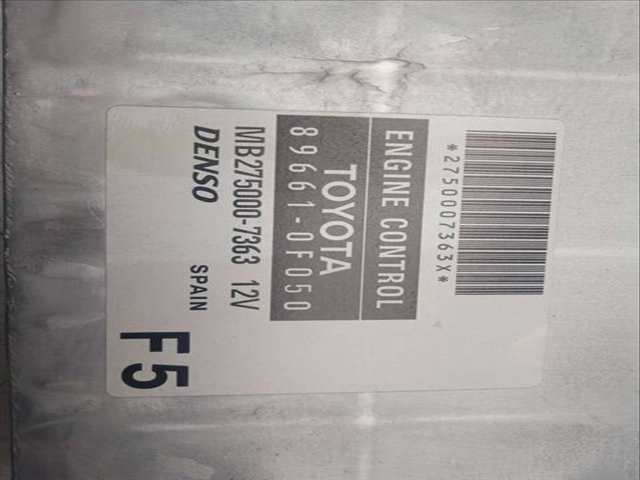 *2750007363X*
ENGINE CONTROL
TOYOTA
89661-0F050
MB275000-7363 12V
DENSO SPAIN
F5